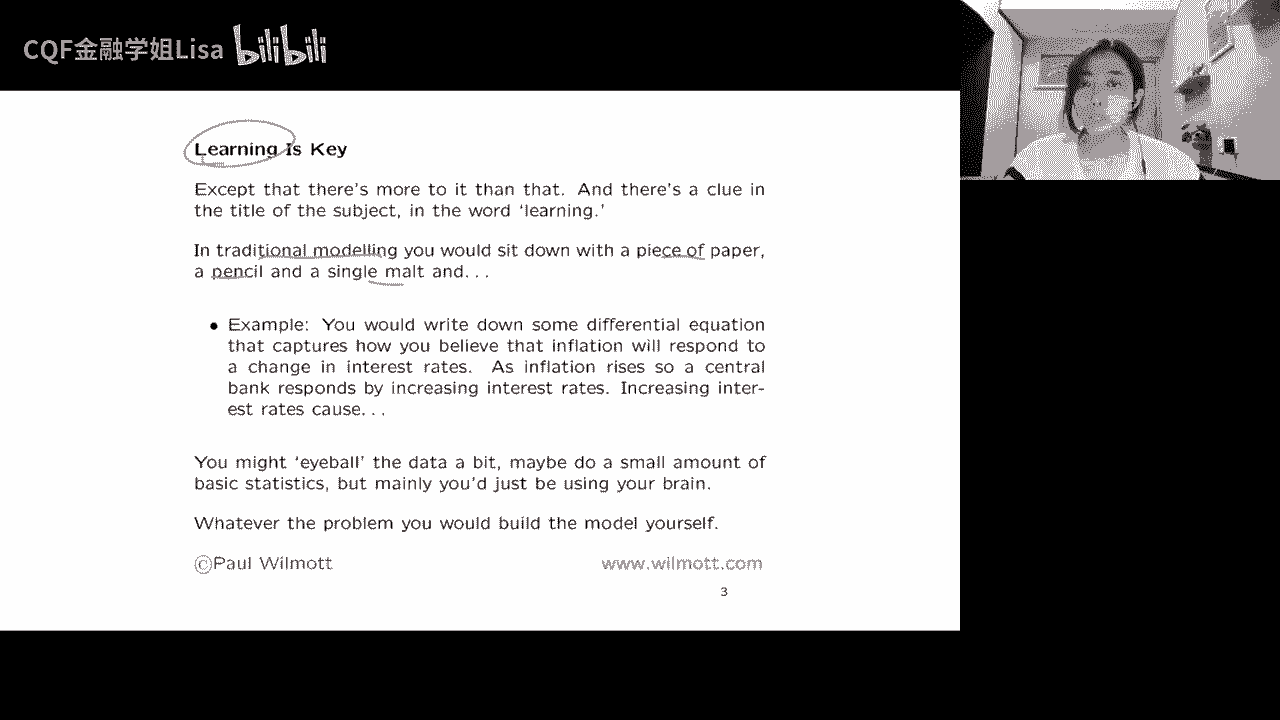 CQF金融学姐Lisa bilibili
Learning Is Key
Except that there's more to it than that. And there's a clue in
the title of the subject, in the word 'learning.'
In traditional modelling you would sit down with a piece of paper,
a pencil and a single malt and...
• Example: You would write down some differential equation
that captures how you believe that inflation will respond to
a change in interest rates. As inflation rises so a central
bank responds by increasing interest rates. Increasing inter-
est rates cause...
You might 'eyeball' the data a bit, maybe do a small amount of
basic statistics, but mainly you'd just be using your brain.
Whatever the problem you would build the model yourself.
©Paul Wilmott www.wilmott.com
3